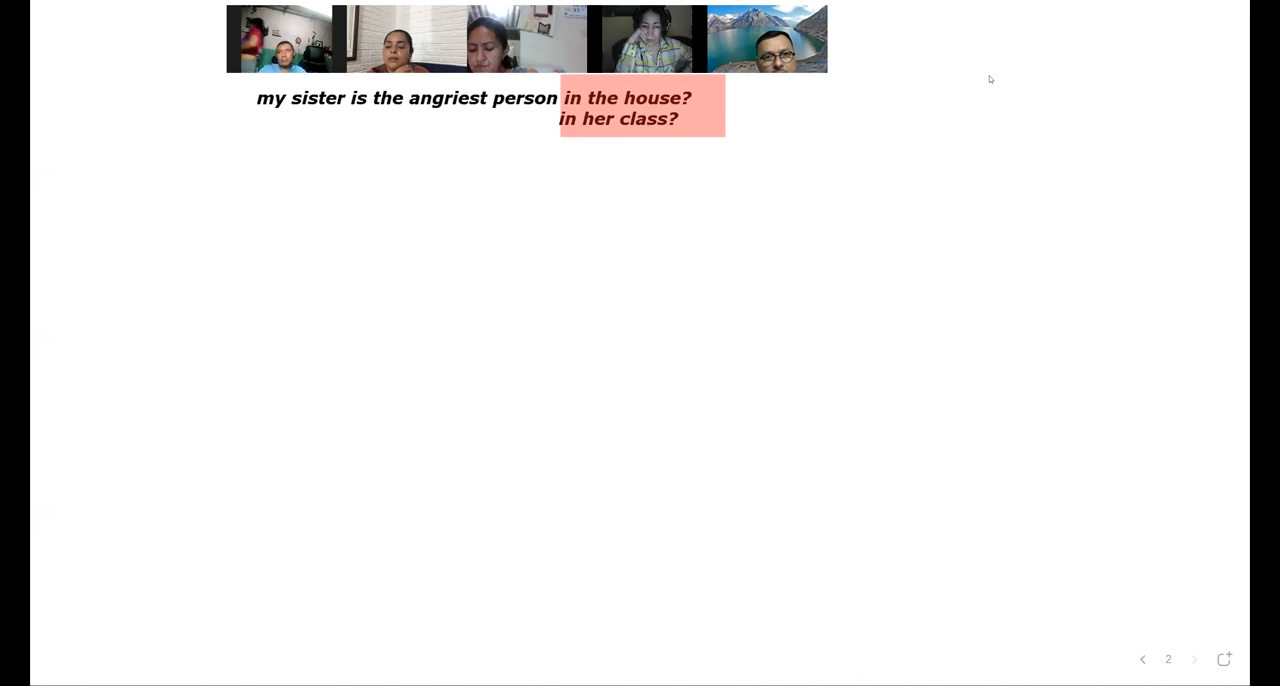 my sister is the angriest person in the house?
in her class?
2